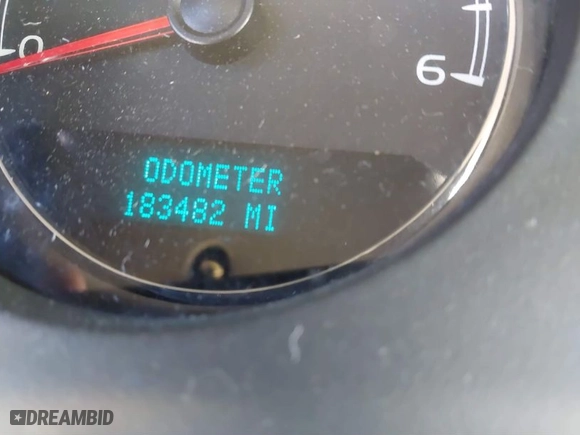 0
6
ODOMETER
183482 MI
DREAMBID